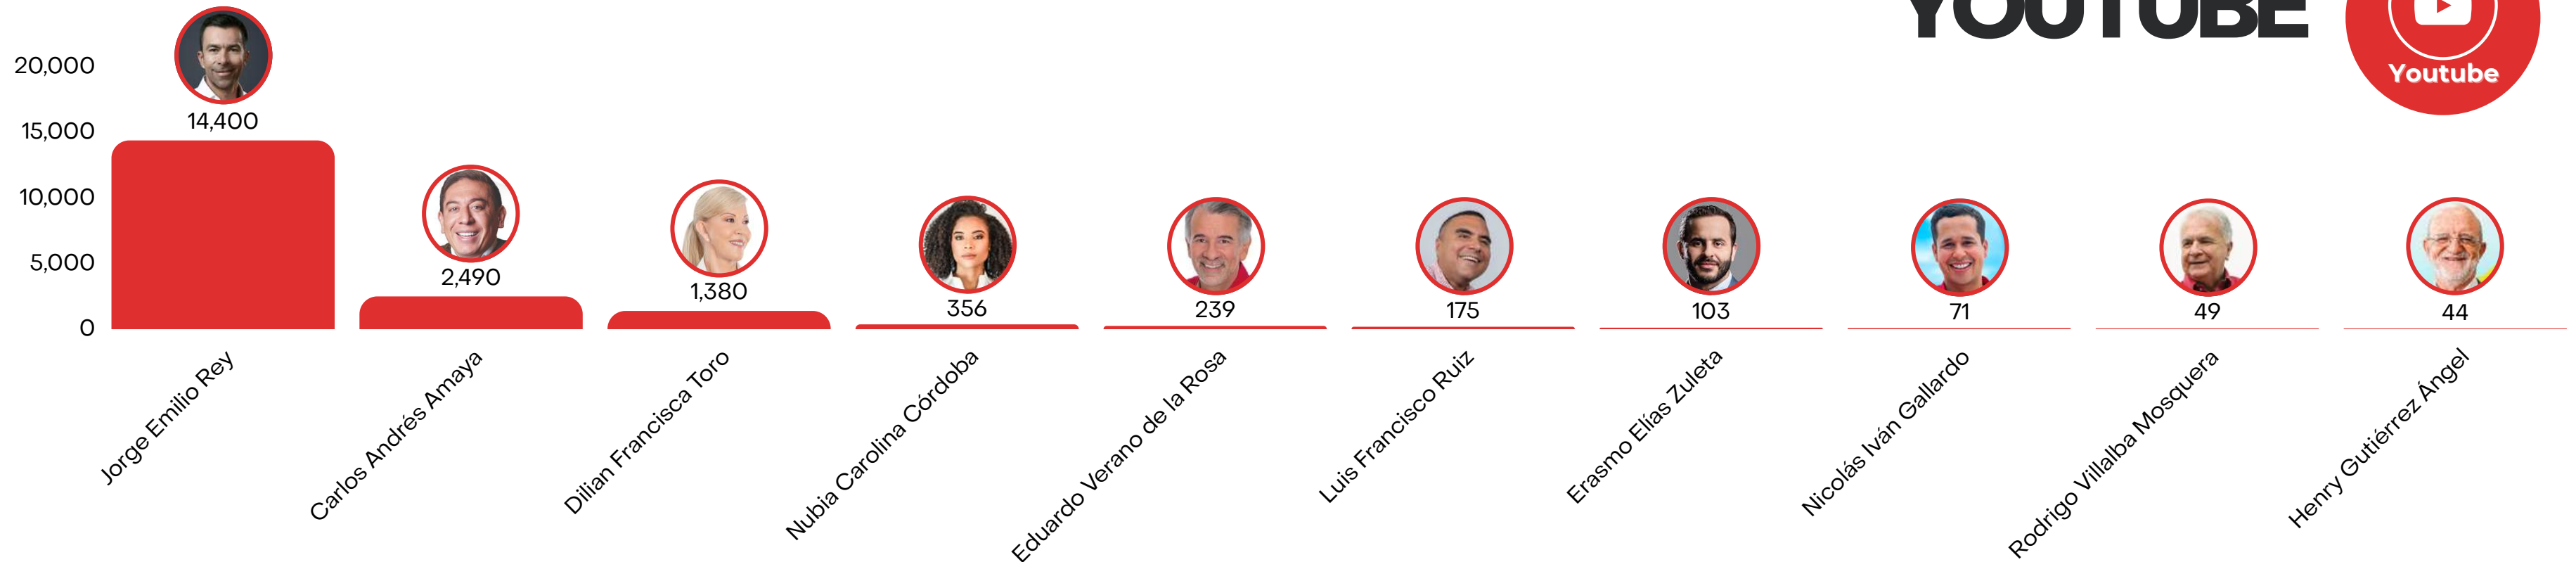 YOUTUBE
Youtube
20,000
15,000
10,000
5,000
0
14,400
2,490
1,380
356
239
175
103
71
49
44
Jorge Emilio Rey
Carlos Andrés Amaya
Dilian Francisca Toro
Nubia Carolina Córdoba
Eduardo Verano de la Rosa
Luis Francisco Ruiz
Erasmo Elías Zuleta
Nicolás Iván Gallardo
Rodrigo Villalba Mosquera
Henry Gutiérrez Ángel